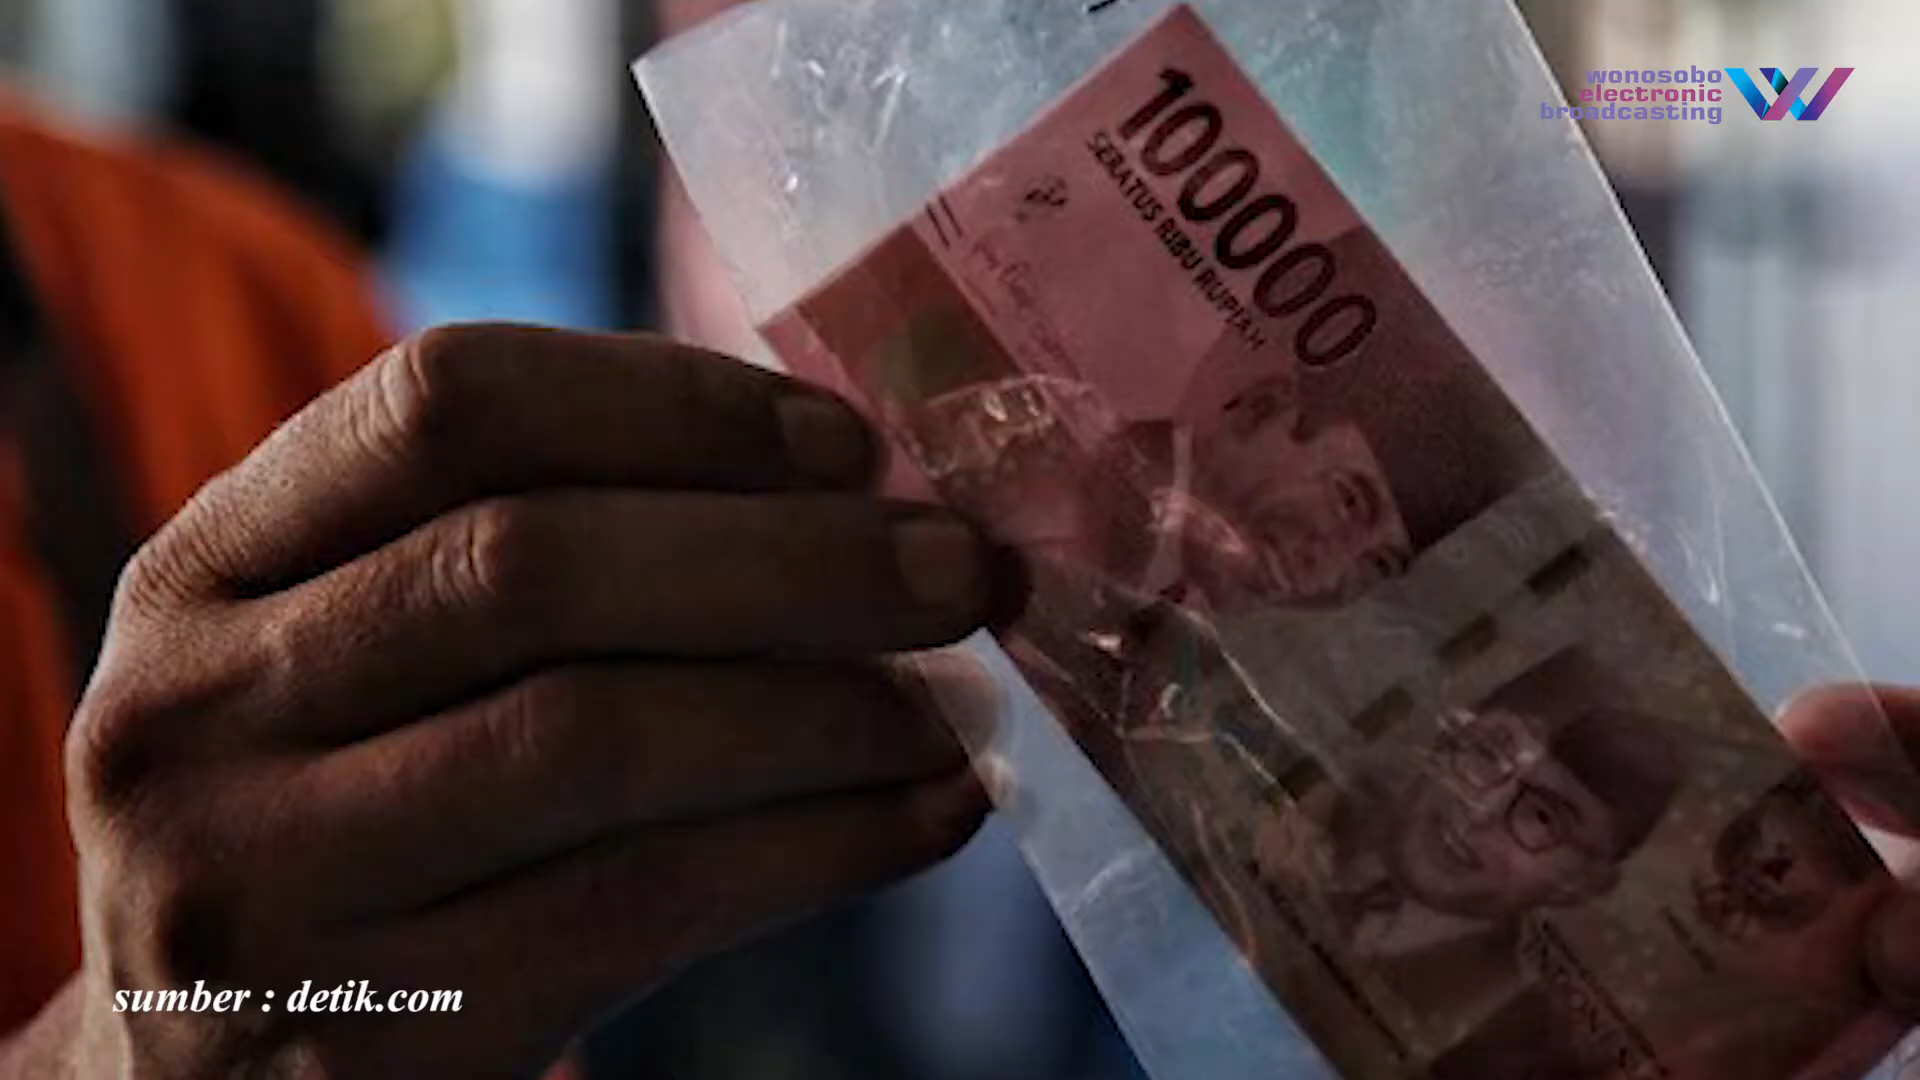 wonosobo
electronic
broadcasting
100000
SERATUS RIBU RUPIAH
sumber : detik.com